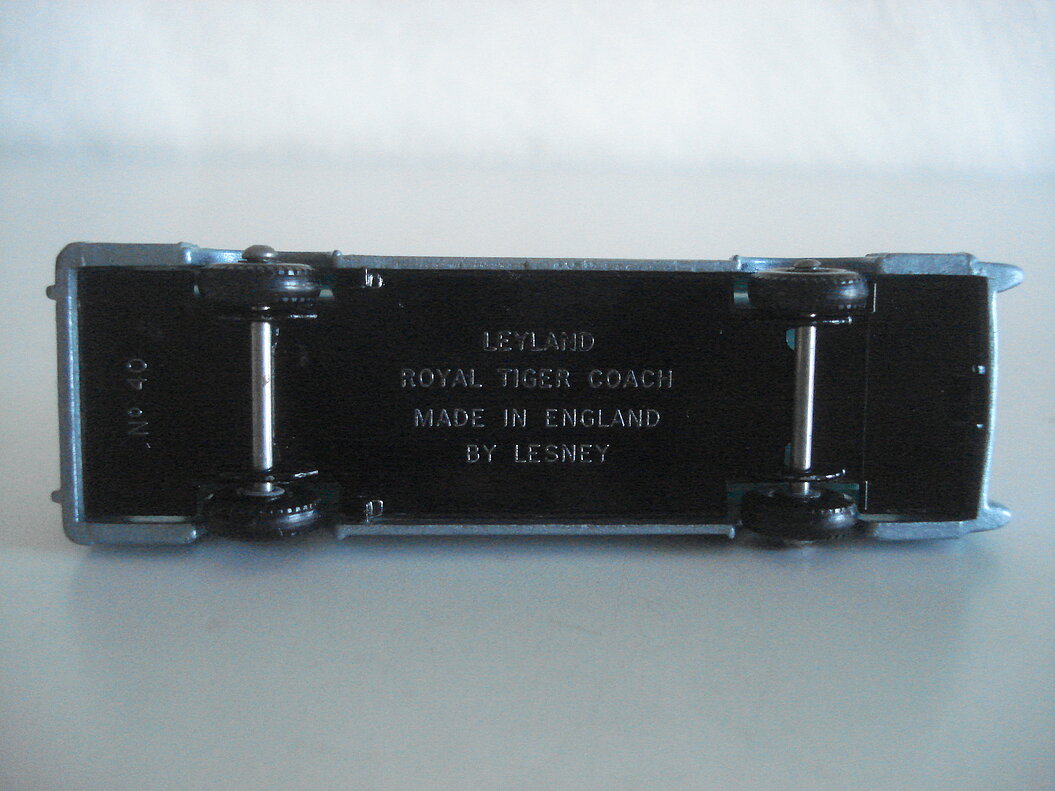 LEYLAND
ROYAL TIGER COACH
MADE IN ENGLAND
BY LESNEY
Nº 40